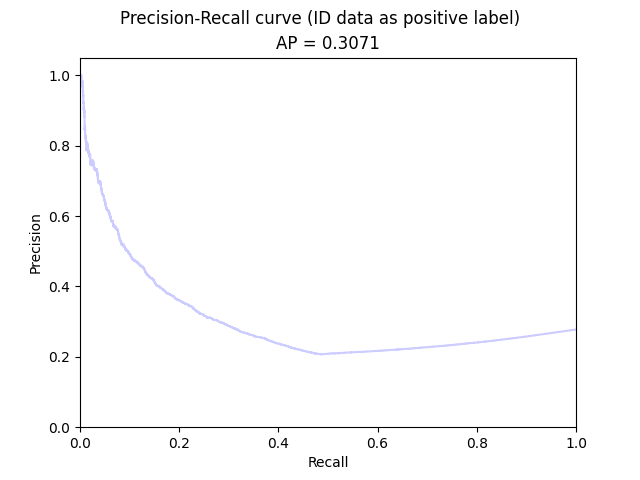 Precision-Recall curve (ID data as positive label)
AP = 0.3071
1.0
0.8
0.6
0.4
0.2
0.0
Precision
0.0 0.2 0.4 0.6 0.8 1.0
Recall